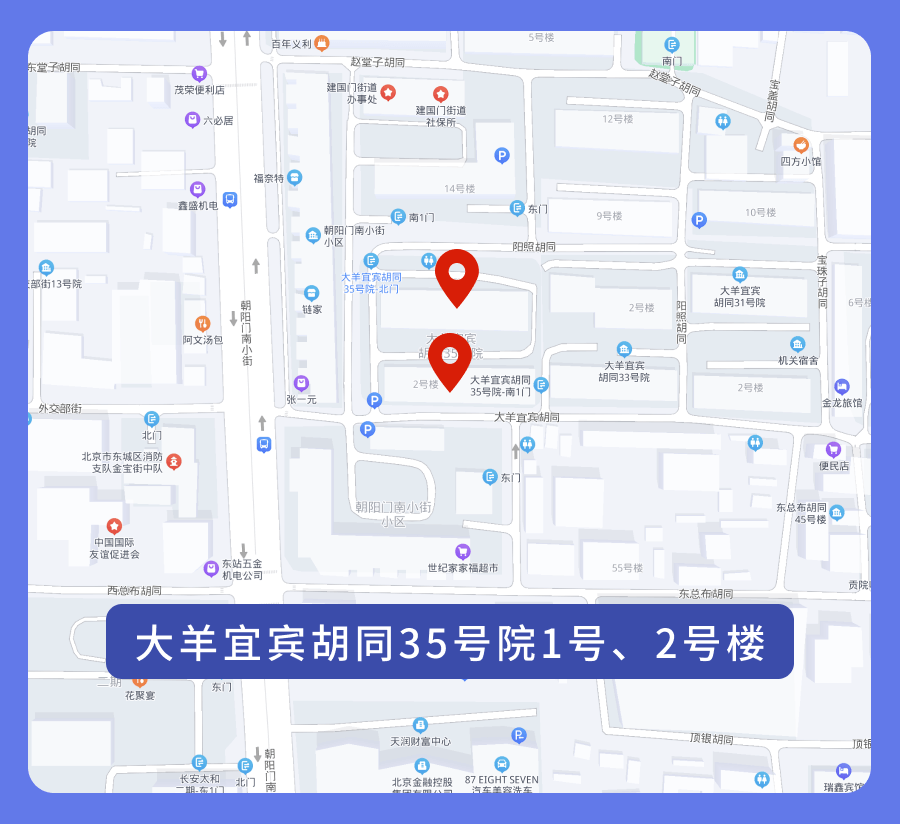 百年义利
5号楼
赵堂子胡同
南门
东堂子胡同
茂荣便利店
建国门街道
办事处
建国门街道
社保所
赵堂子胡同
宝盖胡同
六必居
胡同
院
12号楼
四方小馆
福奈特
14号楼
鑫盛机电
南1门
东门
9号楼
10号楼
朝阳门南小街
小区
阳照胡同
大羊宜宾胡同
35号院-北门
宝珠子胡同
部街13号院
大羊宜宾
胡同31号院
链家
朝阳门南小街
2号楼
阳照胡同
6号
阿文汤包
大羊宜宾
胡同33号院
机关宿舍
2号楼
大羊宜宾胡同
35号院-南1门
2号楼
张一元
金龙旅馆
外交部街
大羊宜宾胡同
北门
北京市东城区消防
支队金宝街中队
便民店
东门
朝阳门南小街
小区
东总布胡同
45号楼
中国国际
友谊促进会
东站五金
机电公司
世纪家家福超市
55号楼
贡院
西总布胡同
东总布胡同
大羊宜宾胡同35号院1号、2号楼
二期
东门
花聚宴
天润财富中心
顶银胡同
顶银
朝阳门南
长安太和
二期-东1门
北门
北京金融控股
集团有限公司
87 EIGHT SEVEN
汽车美容洗车
瑞鑫宾馆